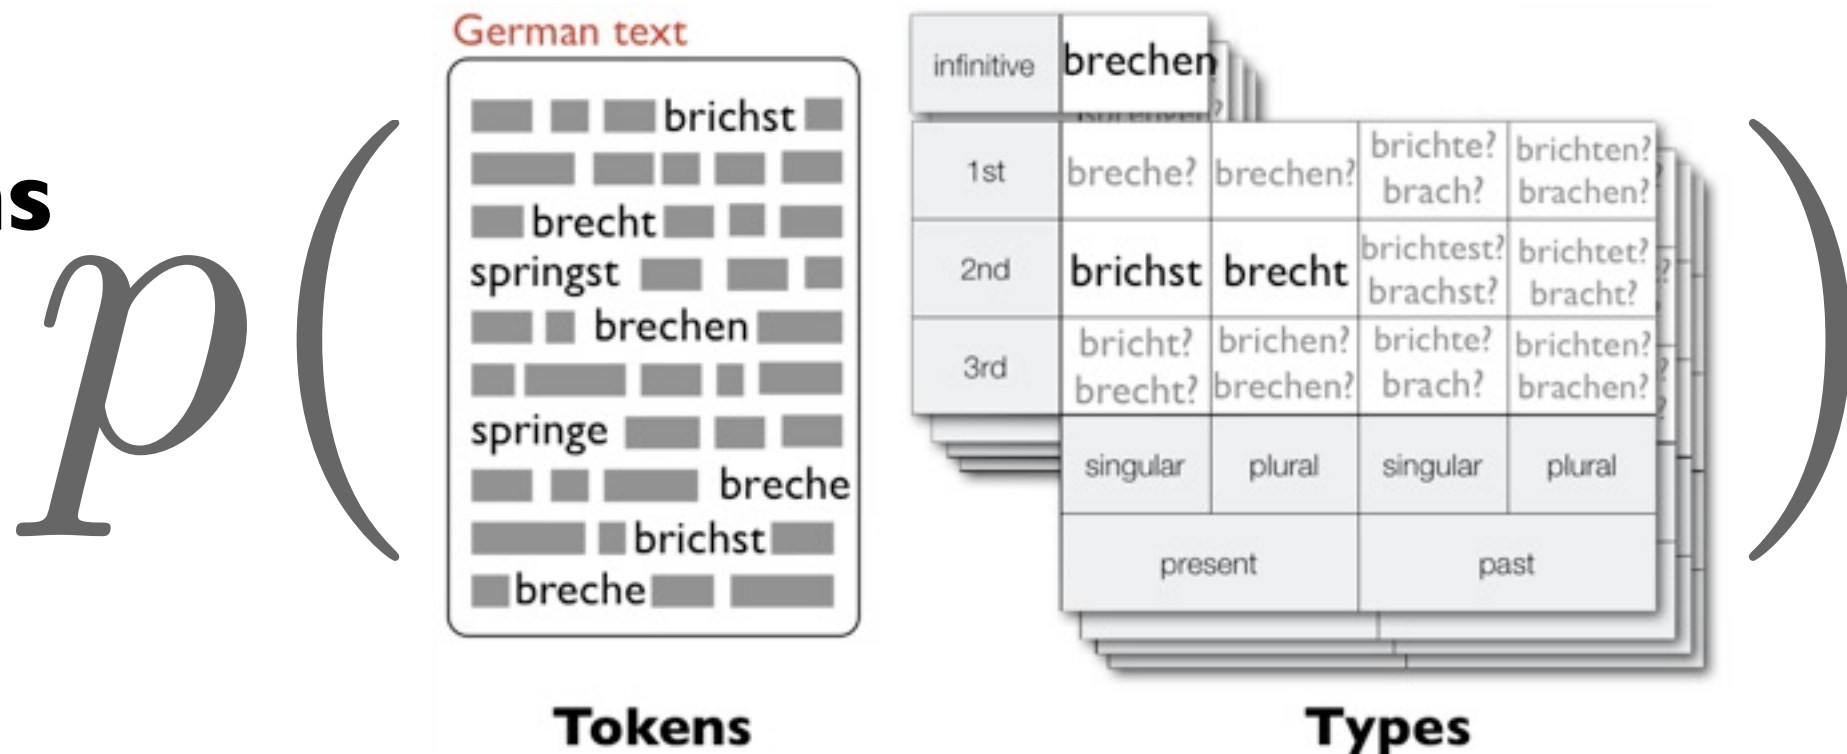 German text
brichst
brecht
springst
brechen
springe
breche
brichst
breche
Tokens
infinitive brechen
1st breche? brechen? brichte? brach? brichten? brachen?
2nd brichst brecht brichtest? brachst? brichtet? bracht?
3rd bricht? brecht? brichen? brechen? brichte? brach? brichten? brachen?
singular plural singular plural
present past
Types
p( )